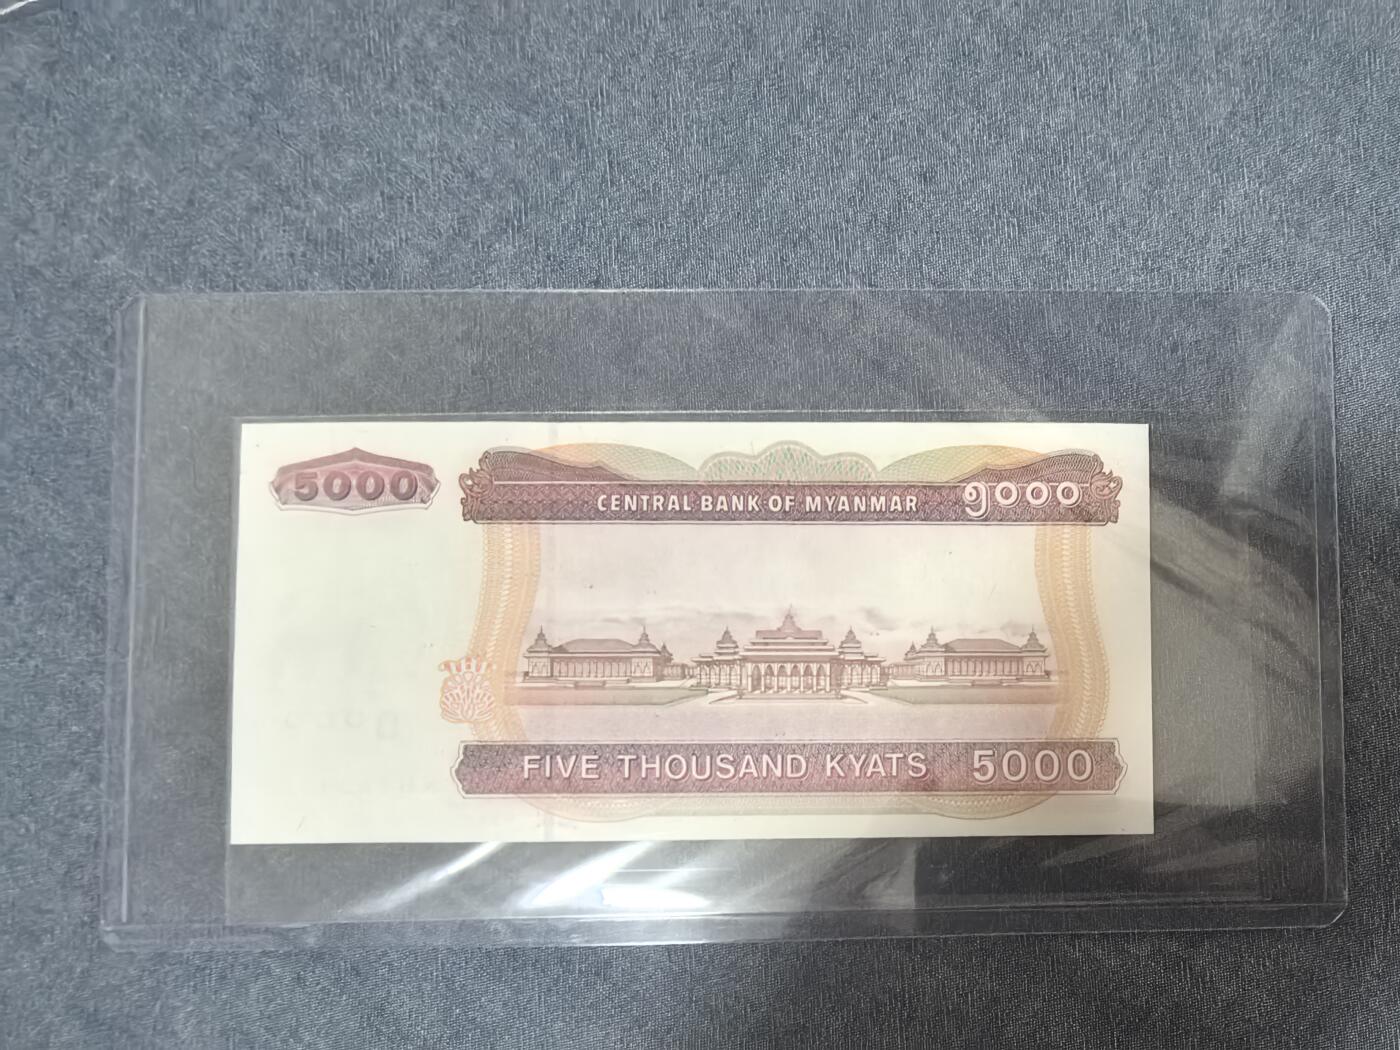 5000
CENTRAL BANK OF MYANMAR ၅၀၀၀
FIVE THOUSAND KYATS 5000